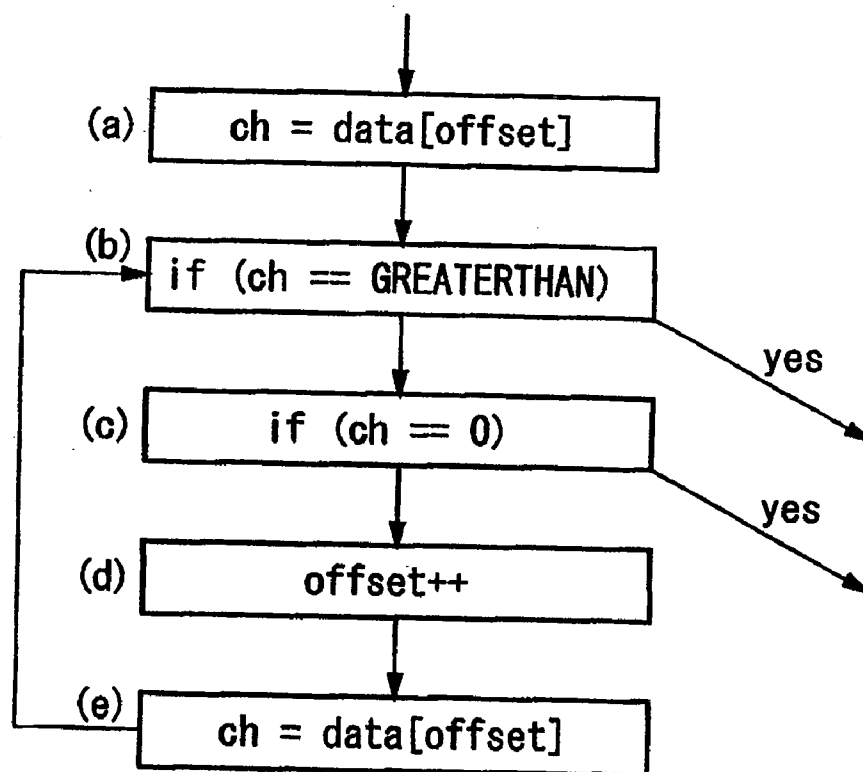 (a) ch = data[offset]
(b) if (ch == GREATERTHAN)
yes
(c) if (ch == 0)
yes
(d) offset++
(e) ch = data[offset]